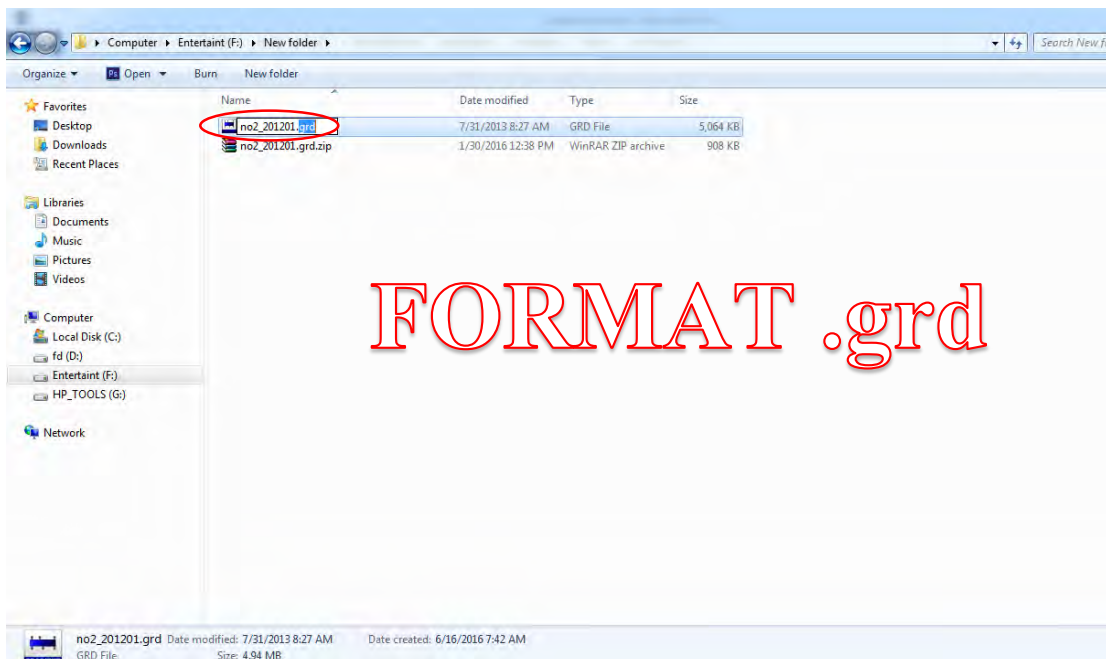 Computer ▸ Entertaint (F:) ▸ New folder ▸
Search New f
Organize ▾ Ps Open ▾ Burn New folder
Name Date modified Type Size
Favorites
no2_201201.grd 7/31/2013 8:27 AM GRD File 5,064 KB
Desktop
no2_201201.grd.zip 1/30/2016 12:38 PM WinRAR ZIP archive 908 KB
Downloads
Recent Places
Libraries
Documents
Music
Pictures
Videos
FORMAT .grd
Computer
Local Disk (C:)
fd (D:)
Entertaint (F:)
HP_TOOLS (G:)
Network
no2_201201.grd Date modified: 7/31/2013 8:27 AM Date created: 6/16/2016 7:42 AM
GRD File Size: 4.94 MB